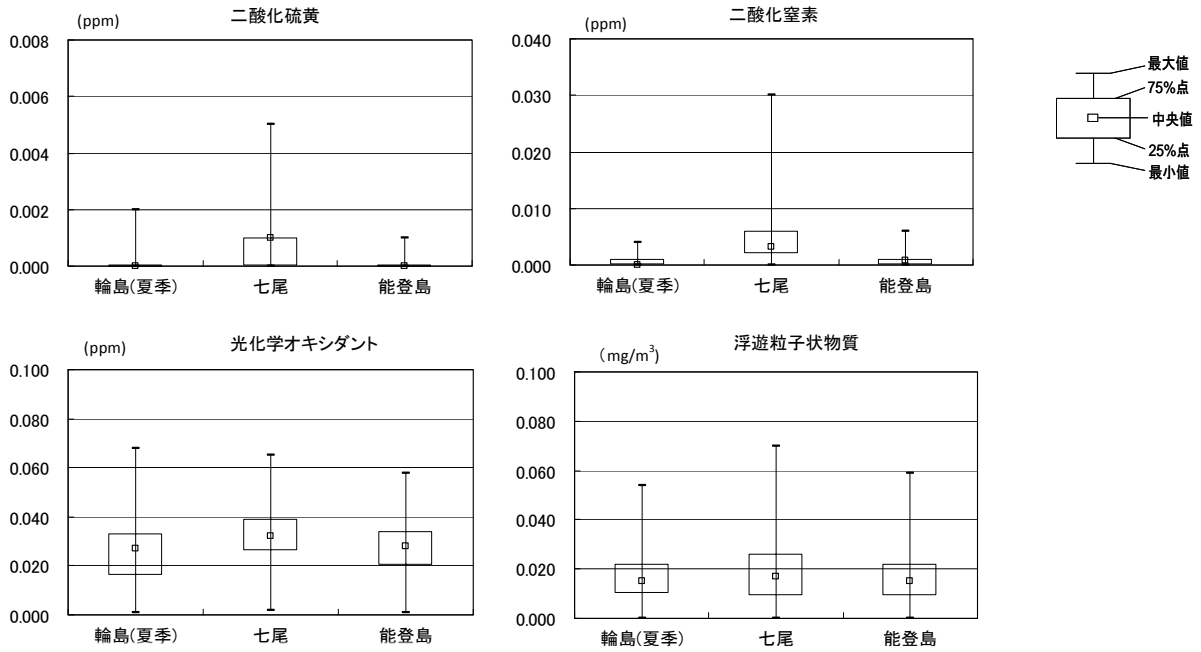 二酸化硫黄
(ppm)
0.008
0.006
0.004
0.002
0.000
輪島(夏季) 七尾 能登島
二酸化窒素
(ppm)
0.040
0.030
0.020
0.010
0.000
輪島(夏季) 七尾 能登島
最大値
75%点
中央値
25%点
最小値
光化学オキシダント
(ppm)
0.100
0.080
0.060
0.040
0.020
0.000
輪島(夏季) 七尾 能登島
浮遊粒子状物質
(mg/m³)
0.100
0.080
0.060
0.040
0.020
0.000
輪島(夏季) 七尾 能登島